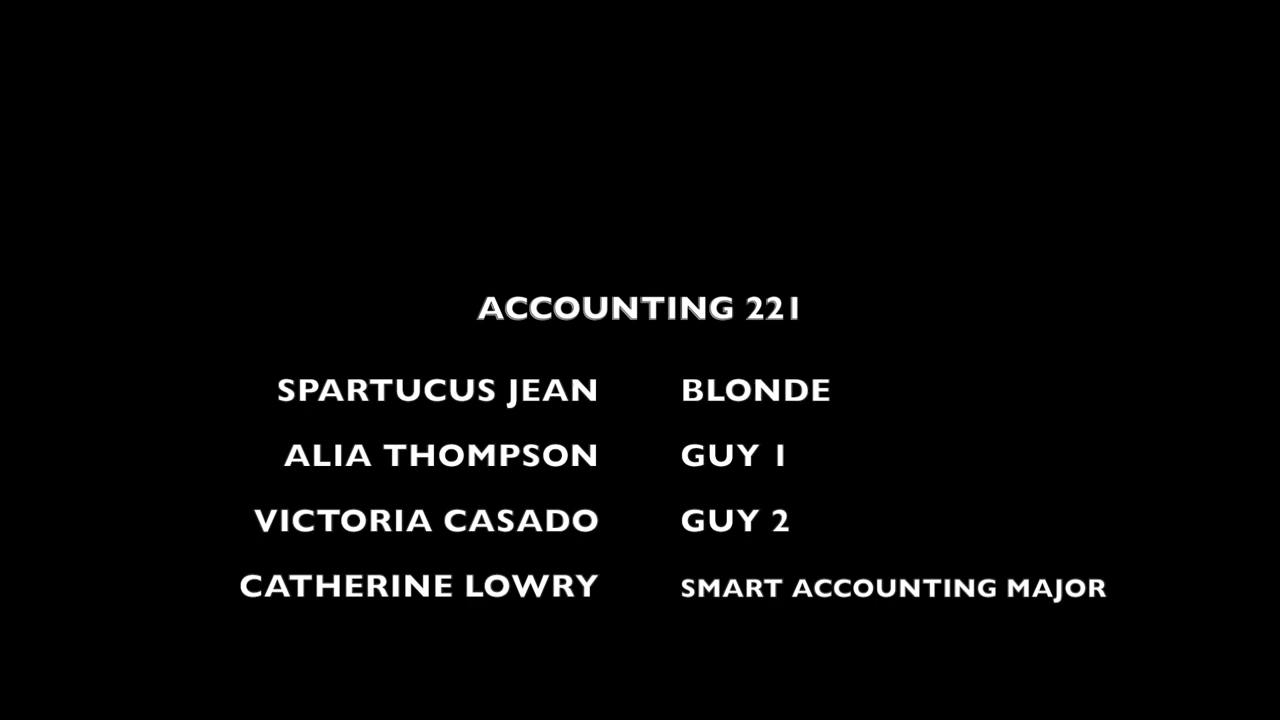 ACCOUNTING 221
SPARTUCUS JEAN BLONDE
ALIA THOMPSON GUY 1
VICTORIA CASADO GUY 2
CATHERINE LOWRY SMART ACCOUNTING MAJOR